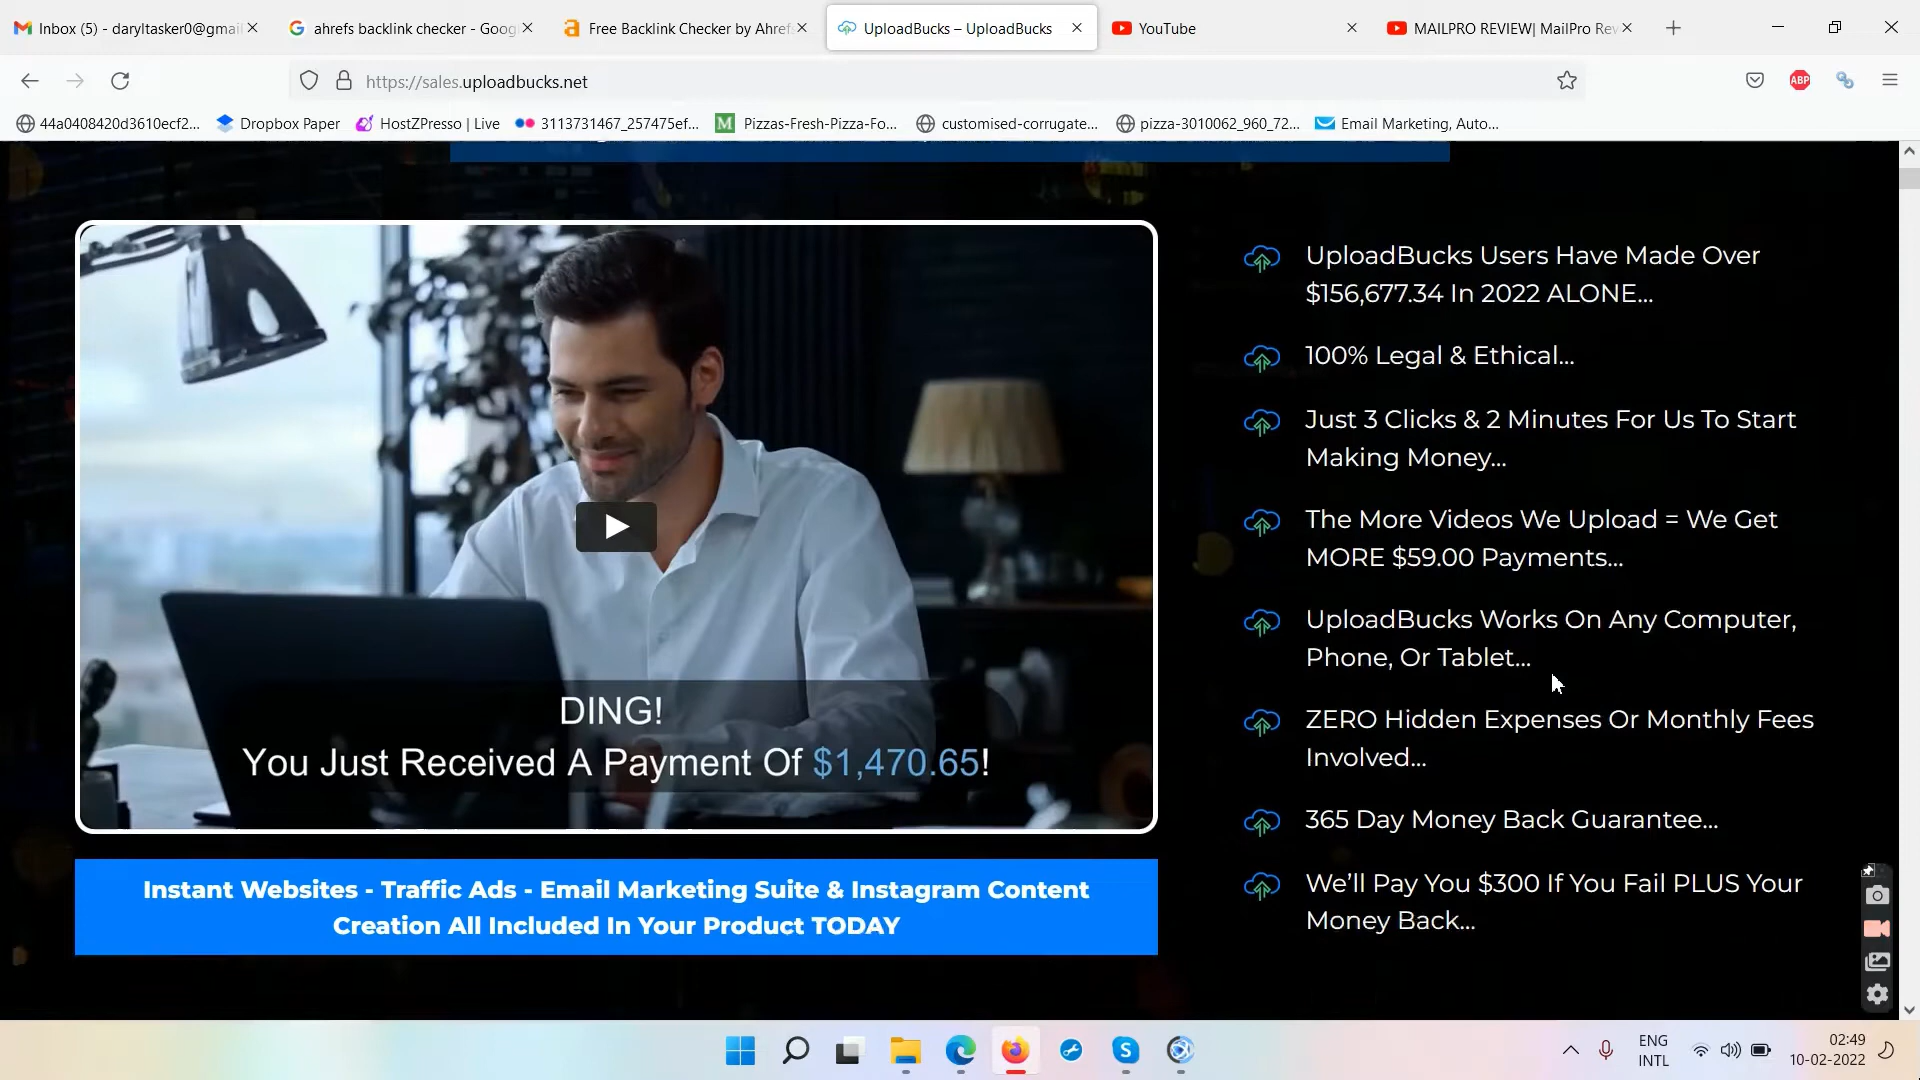 Inbox (5) - daryltasker0@gmai
ahrefs backlink checker - Goog
Free Backlink Checker by Ahref
UploadBucks – UploadBucks
YouTube
MAILPRO REVIEW| MailPro Rev
https://sales.uploadbucks.net
ABP
44a0408420d3610ecf2...
Dropbox Paper
HostZPresso | Live
3113731467_257475ef...
M
Pizzas-Fresh-Pizza-Fo...
customised-corrugate...
pizza-3010062_960_72...
Email Marketing, Auto...
UploadBucks Users Have Made Over
$156,677.34 In 2022 ALONE...
100% Legal & Ethical...
Just 3 Clicks & 2 Minutes For Us To Start
Making Money...
The More Videos We Upload = We Get
MORE $59.00 Payments...
UploadBucks Works On Any Computer,
Phone, Or Tablet...
ZERO Hidden Expenses Or Monthly Fees
Involved...
365 Day Money Back Guarantee...
We'll Pay You $300 If You Fail PLUS Your
Money Back...
DING!
You Just Received A Payment Of $1,470.65!
Instant Websites - Traffic Ads - Email Marketing Suite & Instagram Content
Creation All Included In Your Product TODAY
ENG
INTL
02:49
10-02-2022